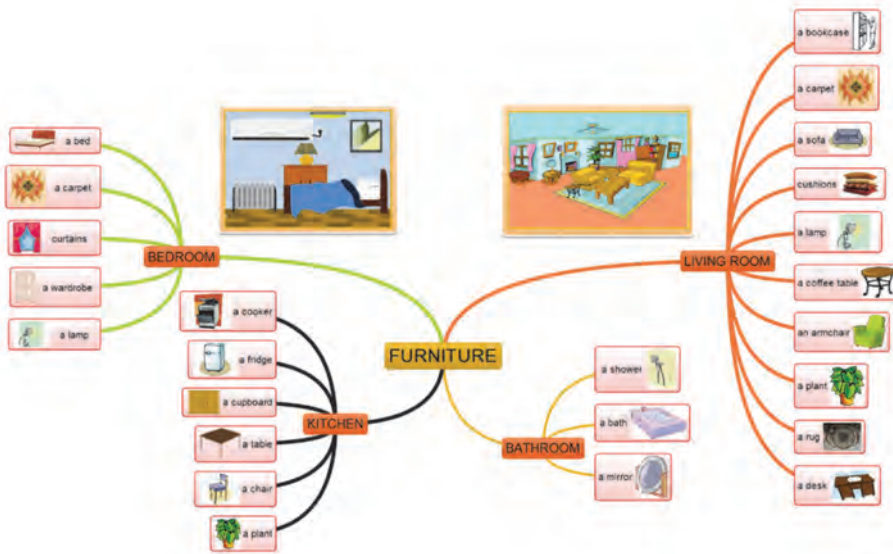 FURNITURE
BEDROOM
a bed
a carpet
curtains
a wardrobe
a lamp
KITCHEN
a cooker
a fridge
a cupboard
a table
a chair
a plant
BATHROOM
a shower
a bath
a mirror
LIVING ROOM
a bookcase
a carpet
a sofa
cushions
a lamp
a coffee table
an armchair
a plant
a rug
a desk